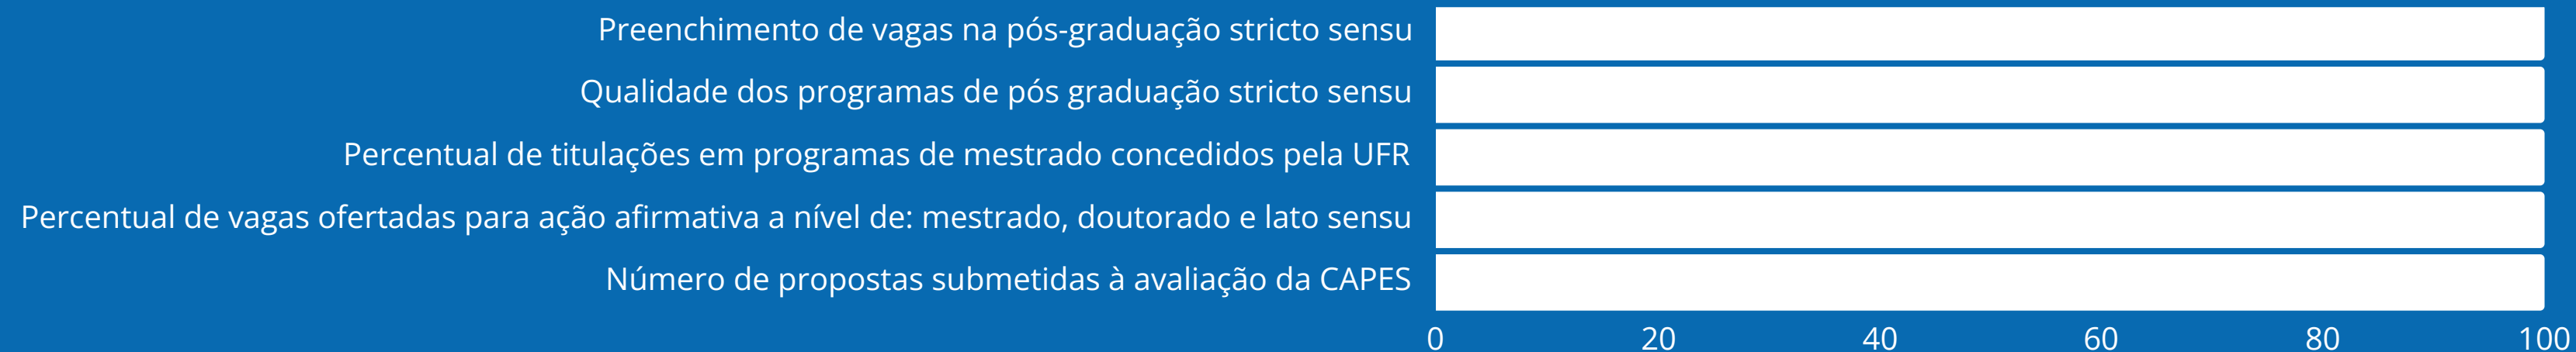 Preenchimento de vagas na pós-graduação stricto sensu
Qualidade dos programas de pós graduação stricto sensu
Percentual de titulações em programas de mestrado concedidos pela UFR
Percentual de vagas ofertadas para ação afirmativa a nível de: mestrado, doutorado e lato sensu
Número de propostas submetidas à avaliação da CAPES
0 20 40 60 80 100